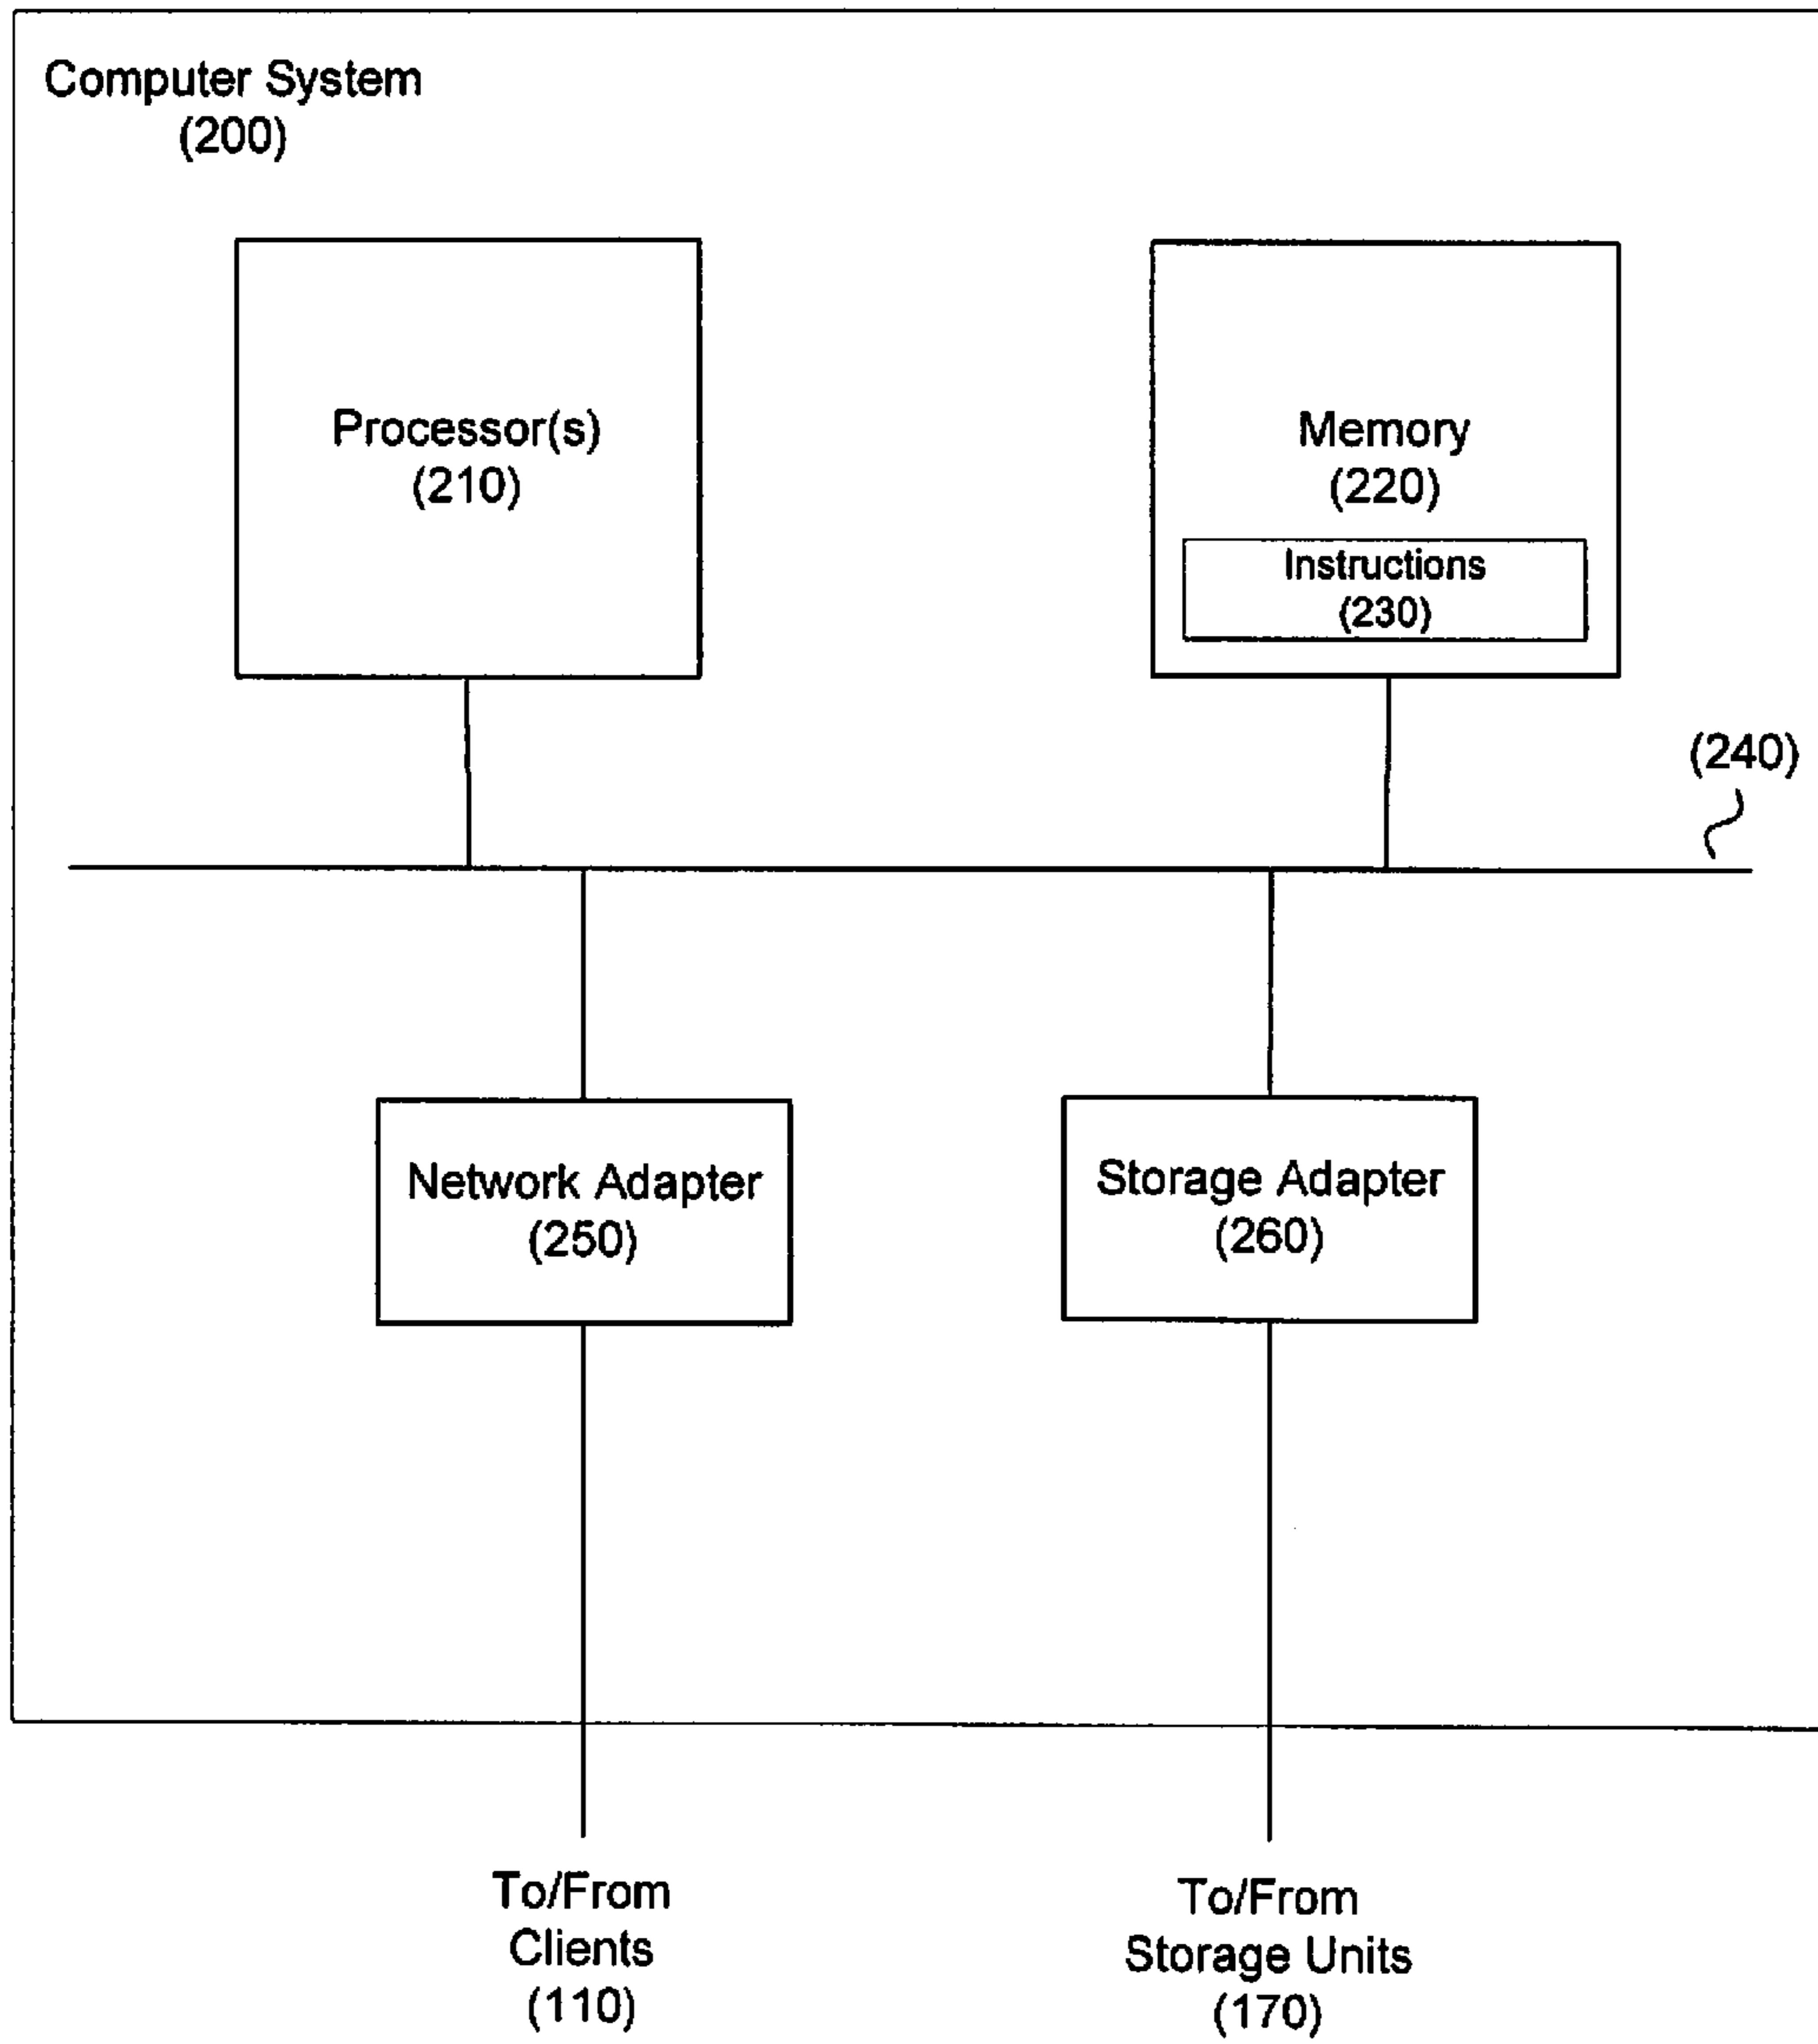 Computer System
(200)
Processor(s)
(210)
Memory
(220)
Instructions
(230)
(240)
Network Adapter
(250)
Storage Adapter
(260)
To/From
Clients
(110)
To/From
Storage Units
(170)